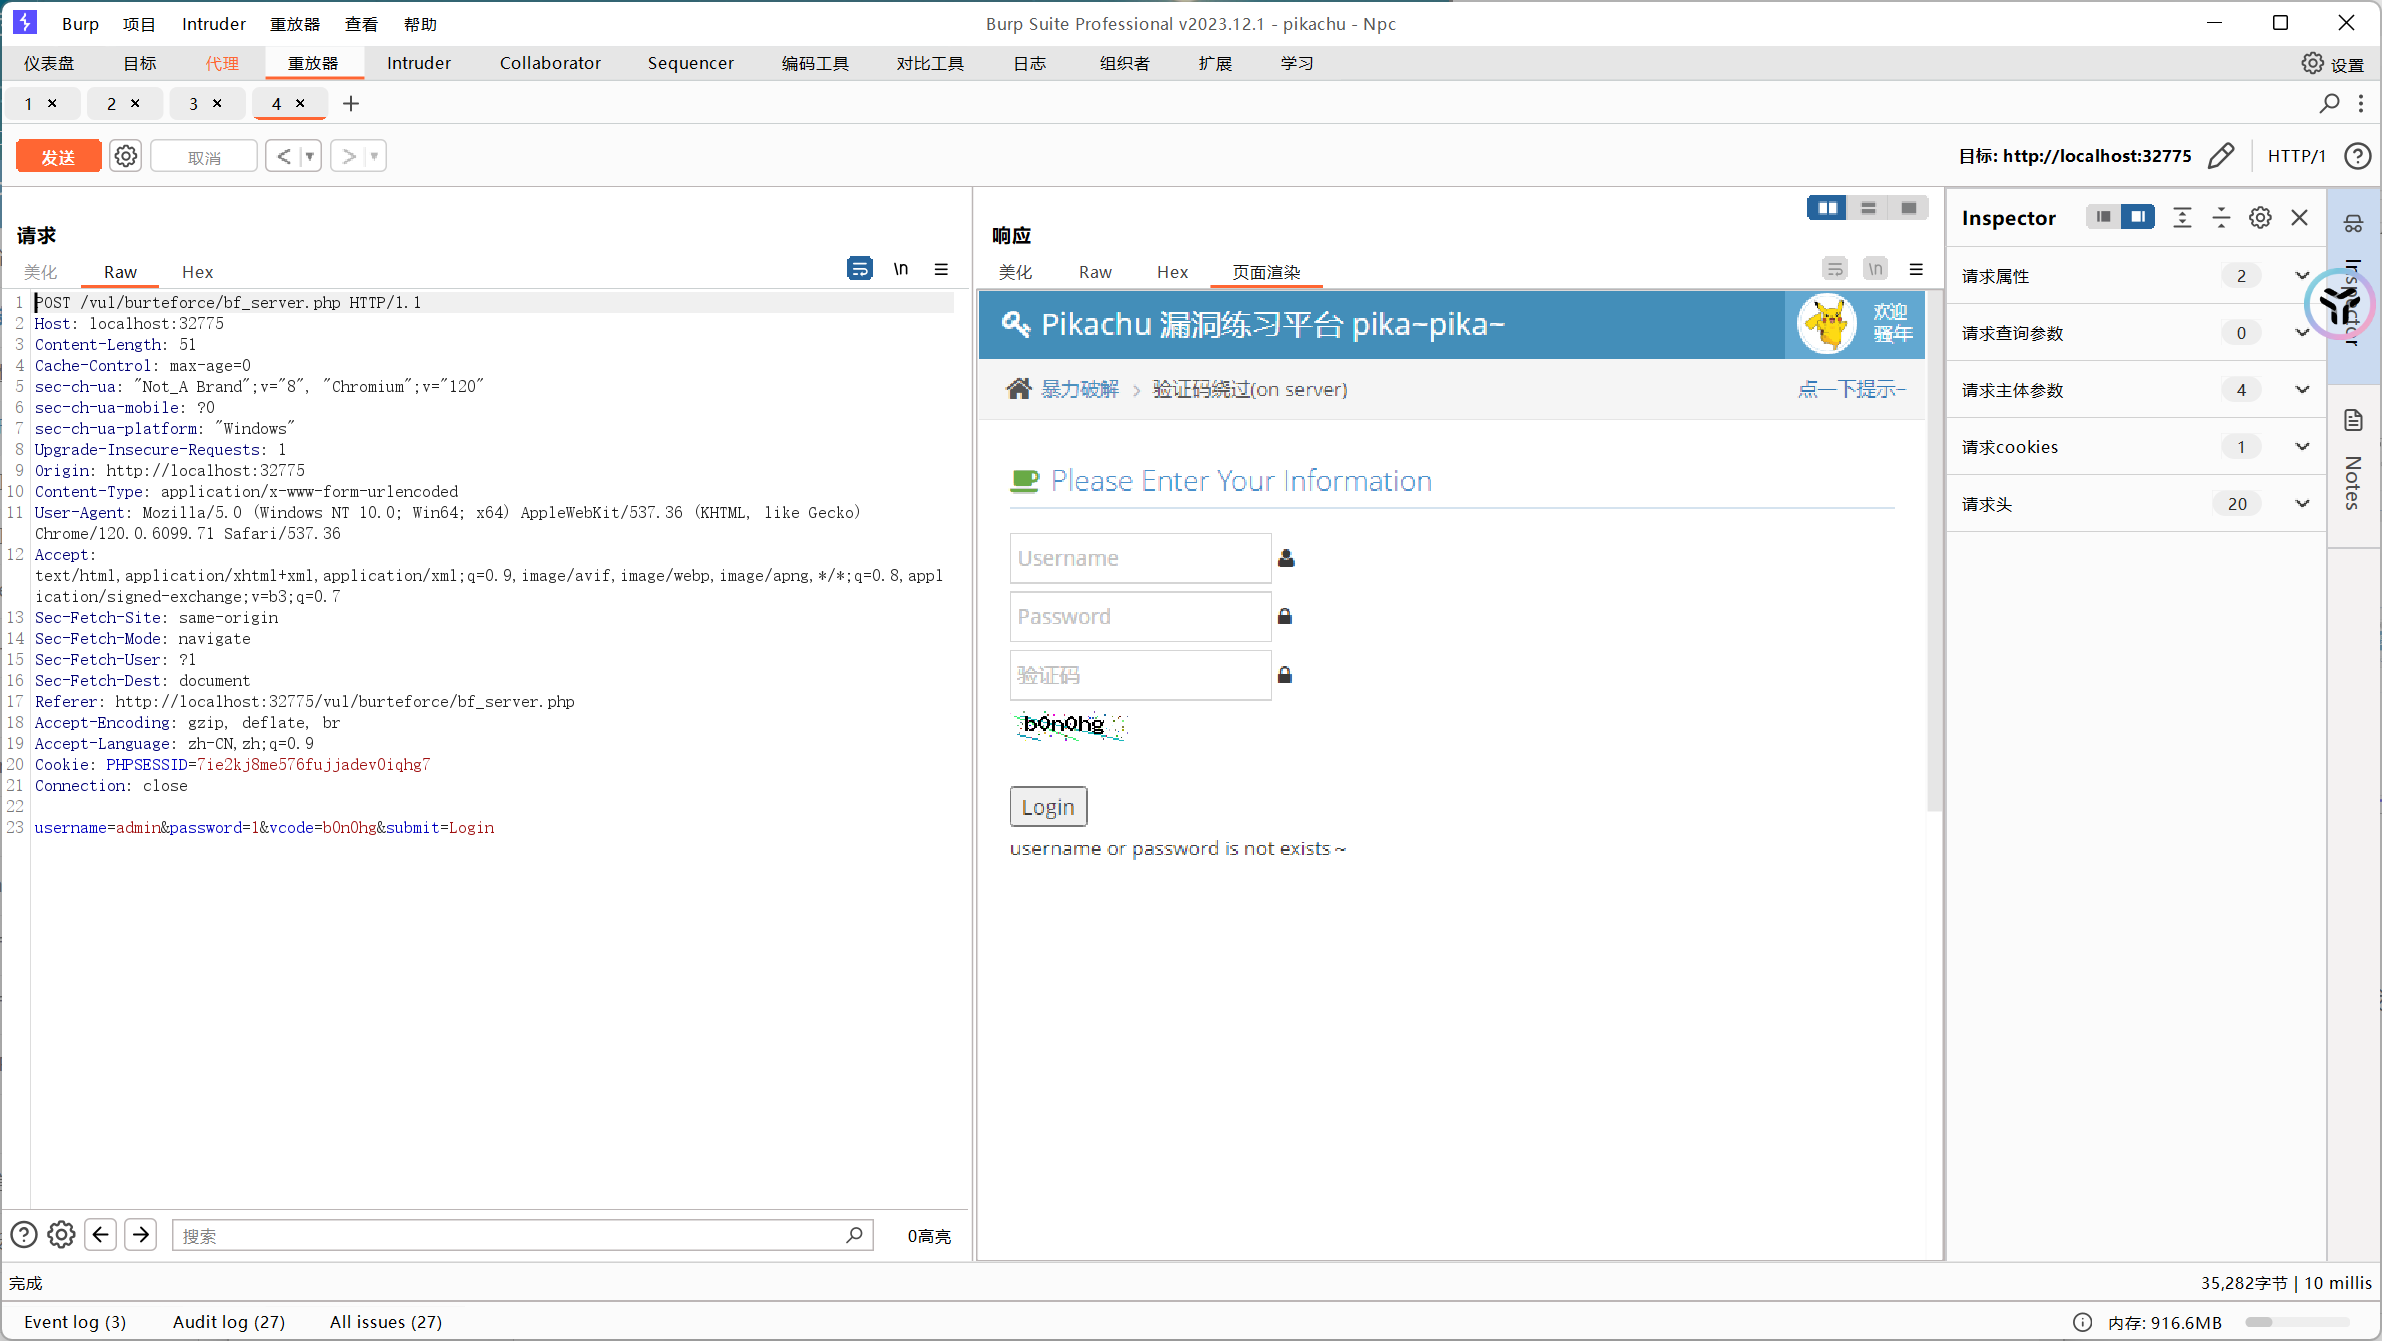 Burp 项目 Intruder 重放器 查看 帮助 Burp Suite Professional v2023.12.1 - pikachu - Npc
仪表盘 目标 代理 重放器 Intruder Collaborator Sequencer 编码工具 对比工具 日志 组织者 扩展 学习 设置
1 × 2 × 3 × 4 × +
发送 取消 < > 目标: http://localhost:32775 HTTP/1
请求
美化 Raw Hex \n
1 POST /vul/burteforce/bf_server.php HTTP/1.1
2 Host: localhost:32775
3 Content-Length: 51
4 Cache-Control: max-age=0
5 sec-ch-ua: "Not_A Brand";v="8", "Chromium";v="120"
6 sec-ch-ua-mobile: ?0
7 sec-ch-ua-platform: "Windows"
8 Upgrade-Insecure-Requests: 1
9 Origin: http://localhost:32775
10 Content-Type: application/x-www-form-urlencoded
11 User-Agent: Mozilla/5.0 (Windows NT 10.0; Win64; x64) AppleWebKit/537.36 (KHTML, like Gecko)
Chrome/120.0.6099.71 Safari/537.36
12 Accept:
text/html,application/xhtml+xml,application/xml;q=0.9,image/avif,image/webp,image/apng,*/*;q=0.8,appl
ication/signed-exchange;v=b3;q=0.7
13 Sec-Fetch-Site: same-origin
14 Sec-Fetch-Mode: navigate
15 Sec-Fetch-User: ?1
16 Sec-Fetch-Dest: document
17 Referer: http://localhost:32775/vul/burteforce/bf_server.php
18 Accept-Encoding: gzip, deflate, br
19 Accept-Language: zh-CN,zh;q=0.9
20 Cookie: PHPSESSID=7ie2kj8me576fujjadev0iqhg7
21 Connection: close
22
23 username=admin&password=1&vcode=b0n0hg&submit=Login
搜索 0高亮
响应
美化 Raw Hex 页面渲染 \n
Pikachu 漏洞练习平台 pika~pika~
欢迎
骚年
暴力破解 > 验证码绕过(on server) 点一下提示~
Please Enter Your Information
Username
Password
验证码
b0n0hg
Login
username or password is not exists～
Inspector
请求属性 2
请求查询参数 0
请求主体参数 4
请求cookies 1
请求头 20
Inspector
Notes
完成 35,282字节 | 10 millis
Event log (3) Audit log (27) All issues (27) 内存: 916.6MB